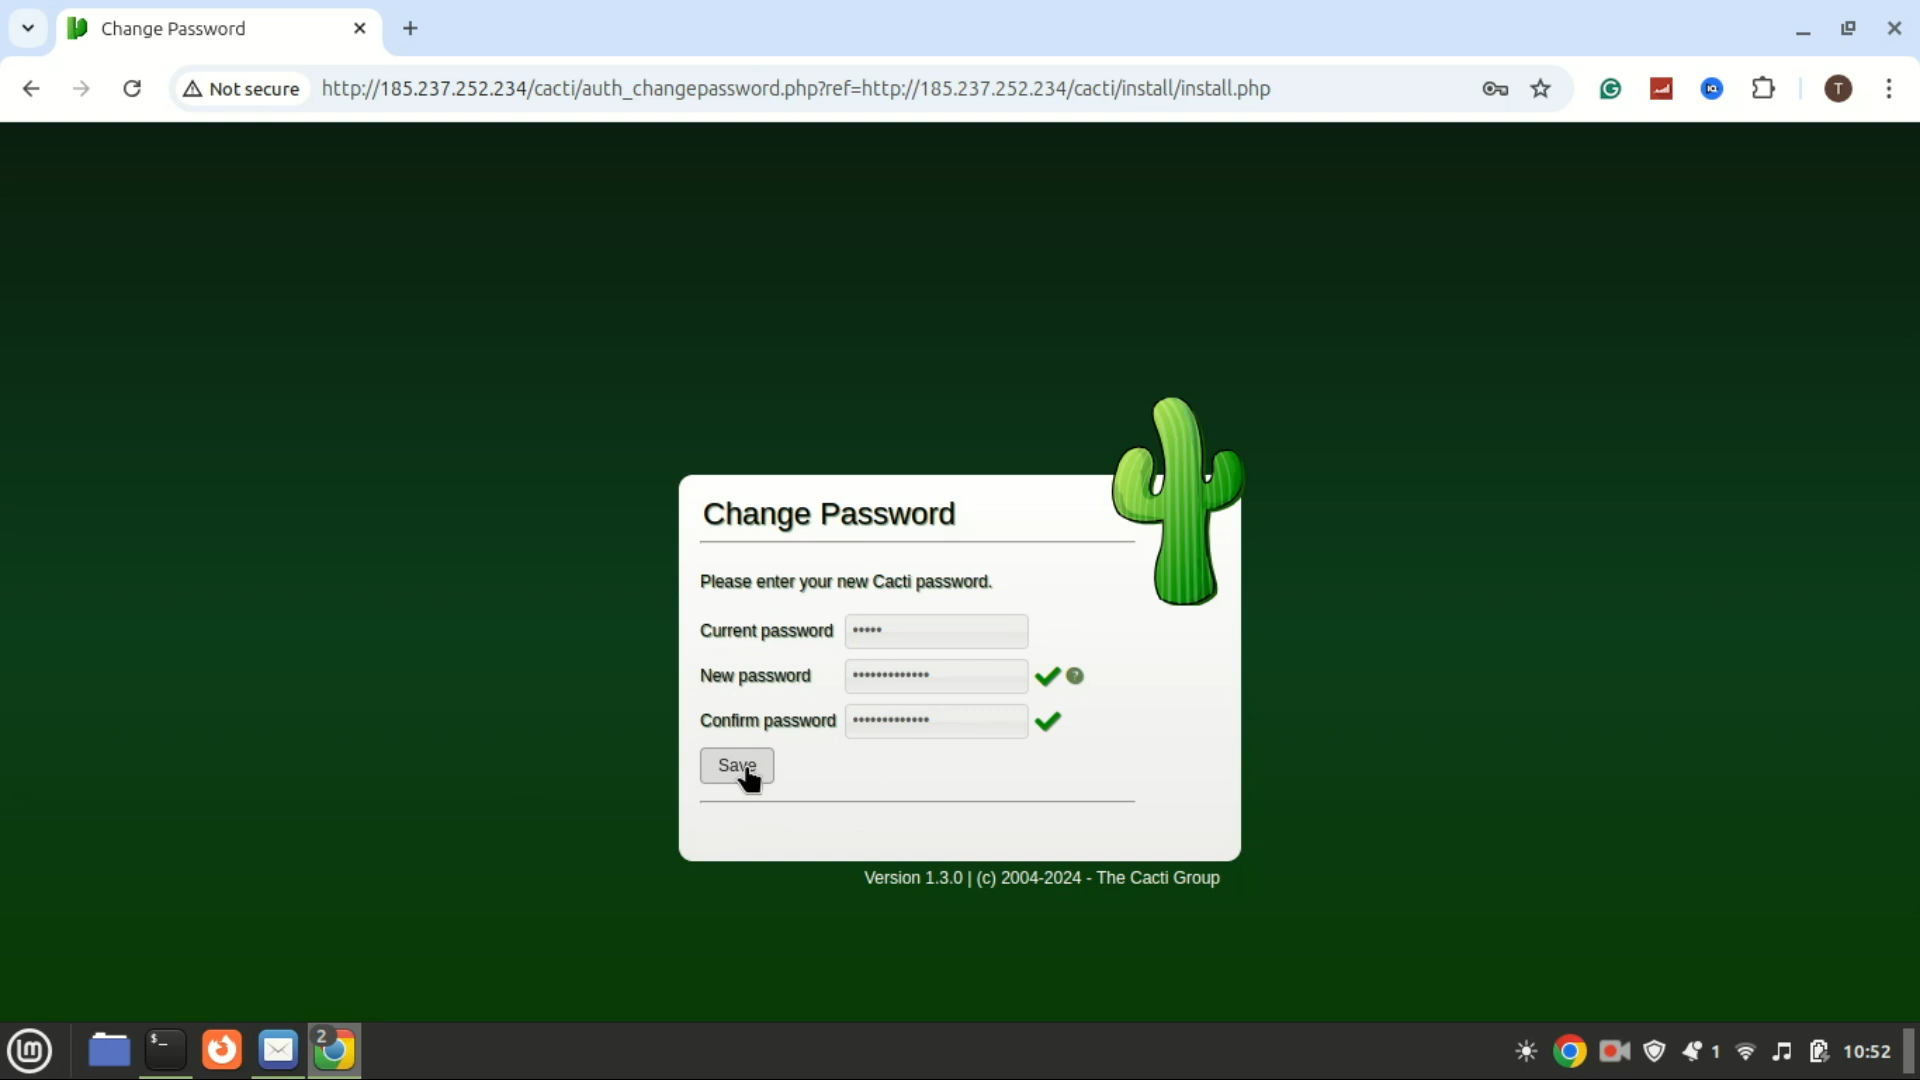 Change Password
Not secure
http://185.237.252.234/cacti/auth_changepassword.php?ref=http://185.237.252.234/cacti/install/install.php
T
Change Password
Please enter your new Cacti password.
Current password •••••
New password ••••••••••••• ?
Confirm password •••••••••••••
Save
Version 1.3.0 | (c) 2004-2024 - The Cacti Group
lm
$_
2
1
10:52